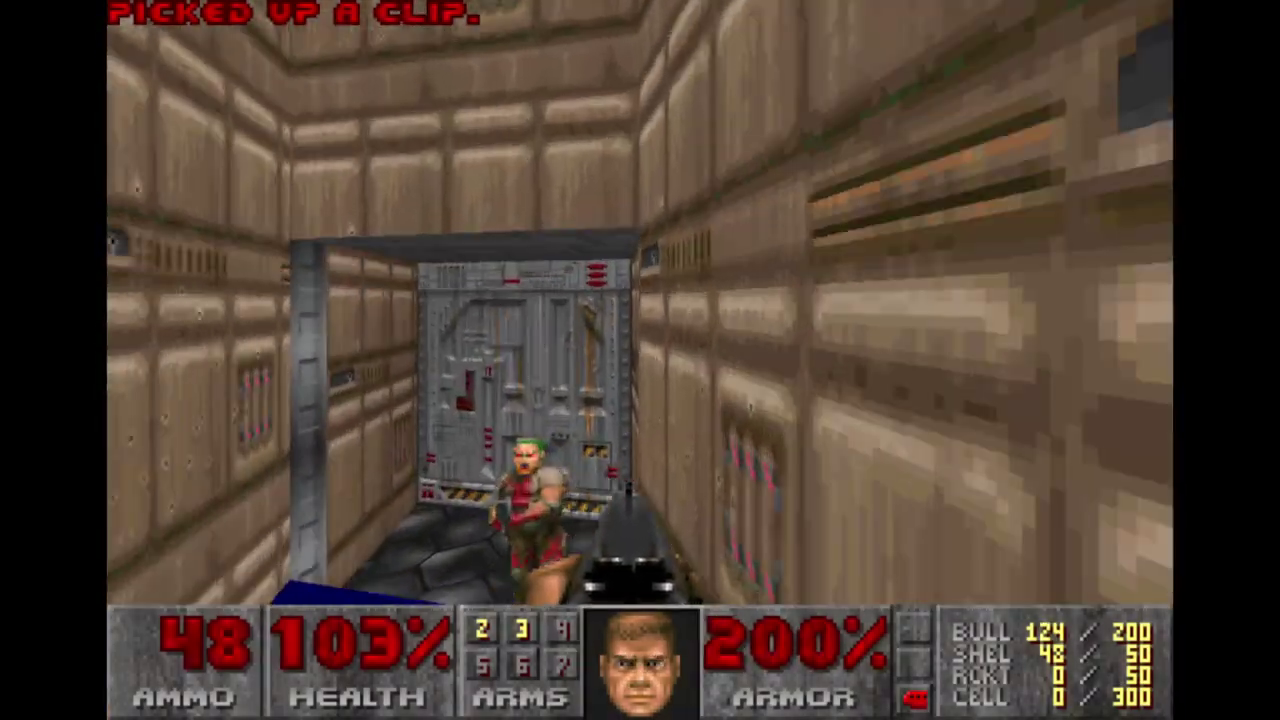 PICKED UP A CLIP.
48 103% 2 3 4 200% BULL 124 / 200
SHEL 48 / 50
5 6 7 RCKT 0 / 50
AMMO HEALTH ARMS ARMOR CELL 0 / 300